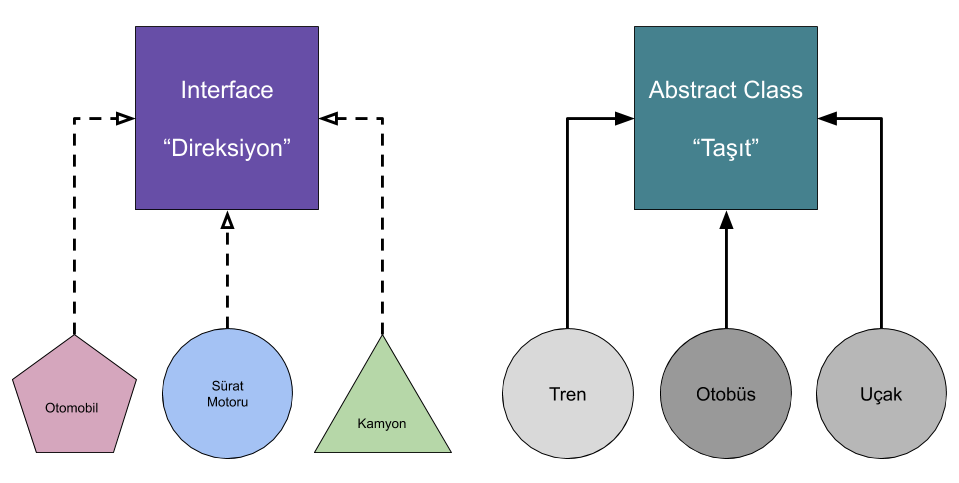 Interface
“Direksiyon”
Abstract Class
“Taşıt”
Otomobil
Sürat
Motoru
Kamyon
Tren
Otobüs
Uçak